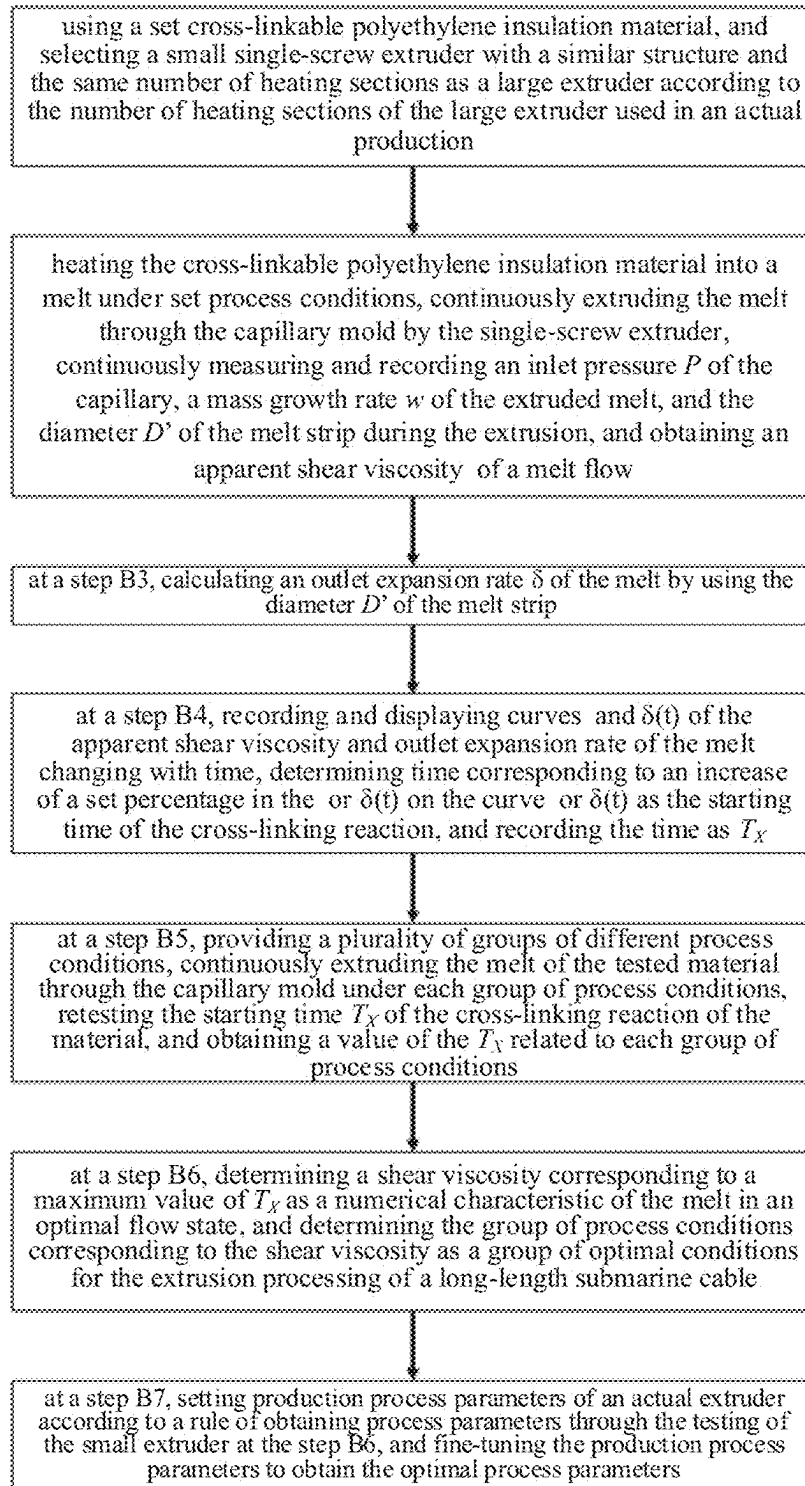 using a set cross-linkable polyethylene insulation material, and
selecting a small single-screw extruder with a similar structure and
the same number of heating sections as a large extruder according to
the number of heating sections of the large extruder used in an actual
production
heating the cross-linkable polyethylene insulation material into a
melt under set process conditions, continuously extruding the melt
through the capillary mold by the single-screw extruder,
continuously measuring and recording an inlet pressure P of the
capillary, a mass growth rate w of the extruded melt, and the
diameter D' of the melt strip during the extrusion, and obtaining an
apparent shear viscosity of a melt flow
at a step B3, calculating an outlet expansion rate δ of the melt by using the
diameter D' of the melt strip
at a step B4, recording and displaying curves and δ(t) of the
apparent shear viscosity and outlet expansion rate of the melt
changing with time, determining time corresponding to an increase
of a set percentage in the or δ(t) on the curve or δ(t) as the starting
time of the cross-linking reaction, and recording the time as TX
at a step B5, providing a plurality of groups of different process
conditions, continuously extruding the melt of the tested material
through the capillary mold under each group of process conditions,
retesting the starting time TX of the cross-linking reaction of the
material, and obtaining a value of the TX related to each group of
process conditions
at a step B6, determining a shear viscosity corresponding to a
maximum value of TX as a numerical characteristic of the melt in an
optimal flow state, and determining the group of process conditions
corresponding to the shear viscosity as a group of optimal conditions
for the extrusion processing of a long-length submarine cable
at a step B7, setting production process parameters of an actual extruder
according to a rule of obtaining process parameters through the testing of
the small extruder at the step B6, and fine-tuning the production process
parameters to obtain the optimal process parameters